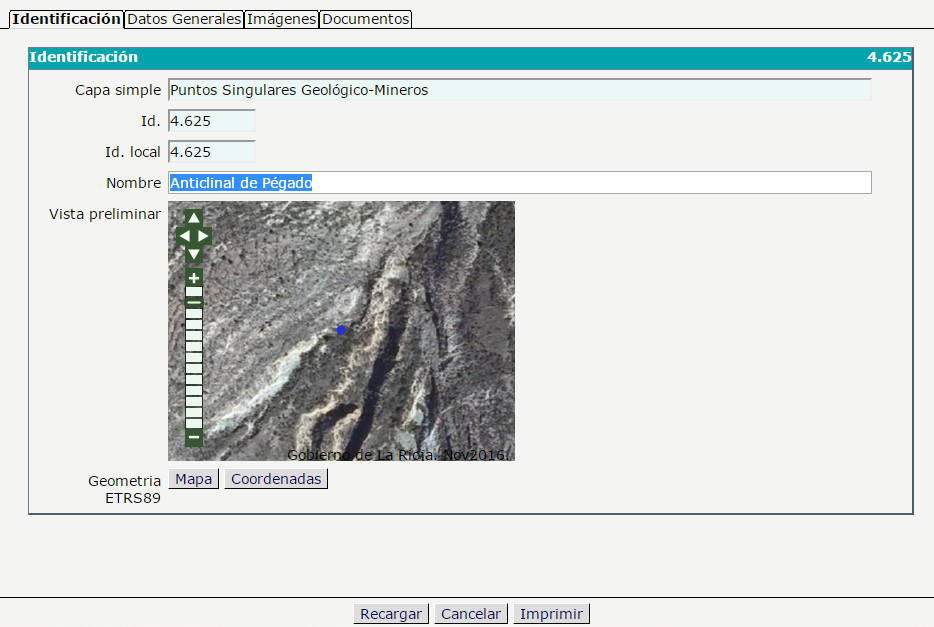 Identificación Datos Generales Imágenes Documentos
Identificación 4.625
Capa simple Puntos Singulares Geológico-Mineros
Id. 4.625
Id. local 4.625
Nombre Anticlinal de Pégado
Vista preliminar
Gobierno de La Rioja. Nov2016.
Geometria Mapa Coordenadas
ETRS89
Recargar Cancelar Imprimir